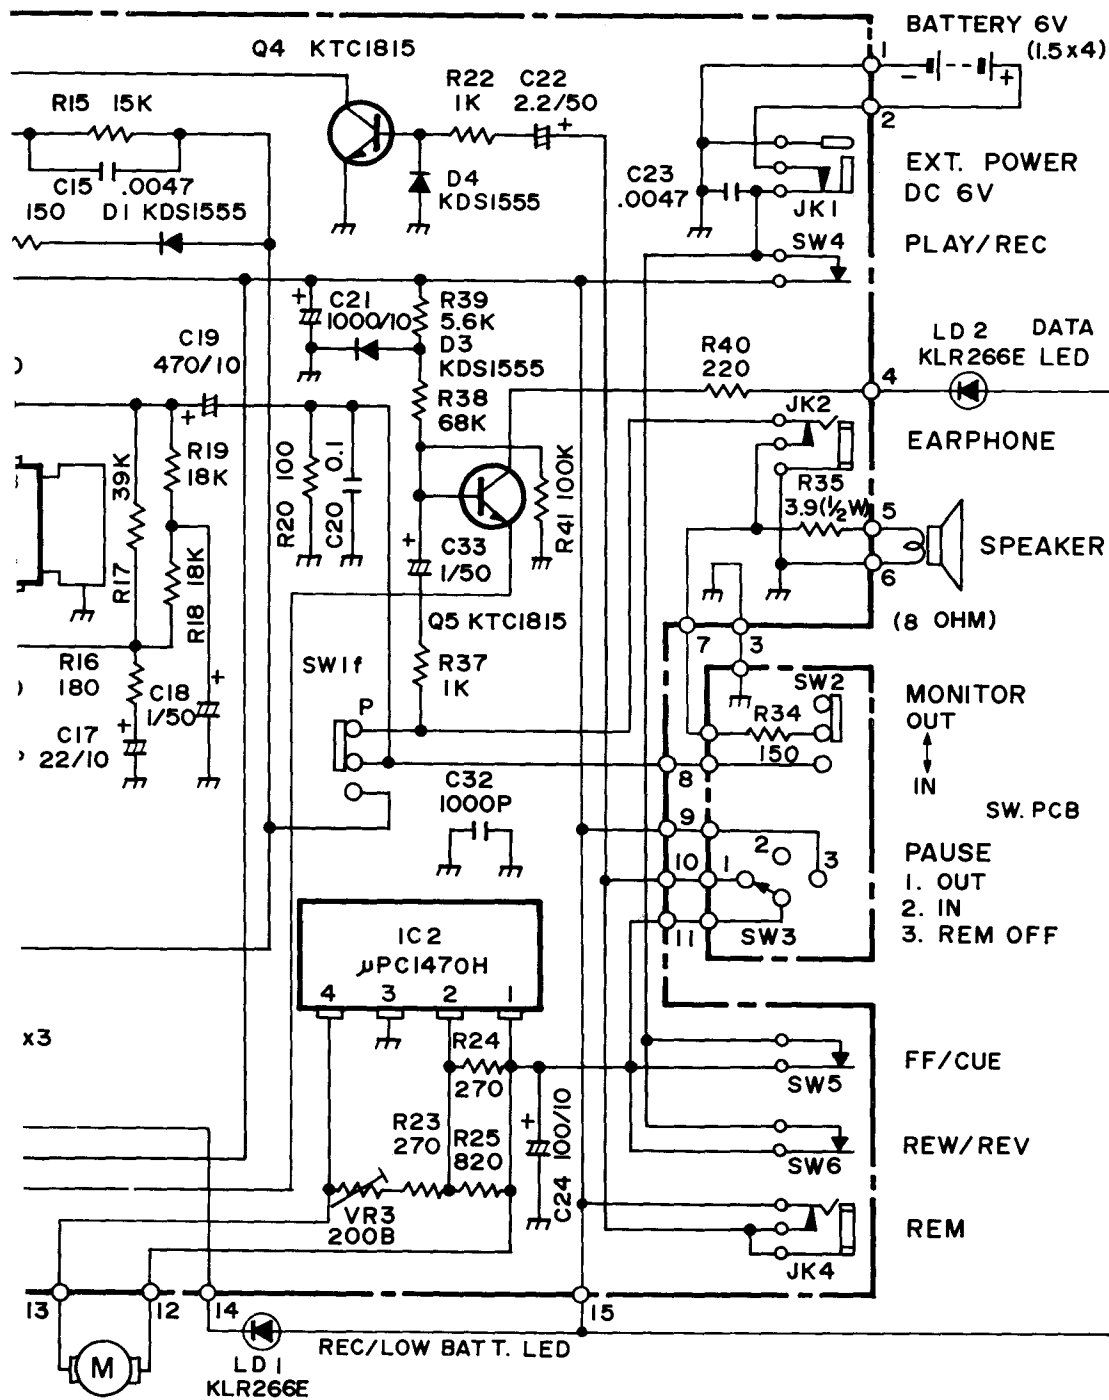 BATTERY 6V
(1.5x4)
Q4 KTC1815
1
- +
2
R15 15K
R22
1K
C22
2.2/50
+
C15 .0047
150 D1 KDS1555
D4
KDS1555
C23
.0047
JK1
EXT. POWER
DC 6V
SW4
PLAY/REC
+
C21
1000/10
R39
5.6K
D3
KDS1555
C19
470/10
+
R38
68K
R40
220
4
LD2 DATA
KLR266E LED
JK2
EARPHONE
39K
R17
R19
18K
R20 100
C20 0.1
R41 100K
R35
3.9(½W)
5
SPEAKER
6
(8 OHM)
+
C33
1/50
18K
R18
Q5 KTC1815
7
3
R16
180
C18
1/50
+
+
C17
22/10
SW1f
P
R37
1K
SW2
R34
150
8
MONITOR
OUT
IN
SW. PCB
C32
1000P
9
10
11
1
2
3
SW3
PAUSE
1. OUT
2. IN
3. REM OFF
IC2
µPC1470H
4 3 2 1
x3
R24
270
R23
270
R25
820
+
C24 100/10
VR3
200B
SW5
FF/CUE
SW6
REW/REV
JK4
REM
13
12
14
15
M
LD1
KLR266E
REC/LOW BATT. LED